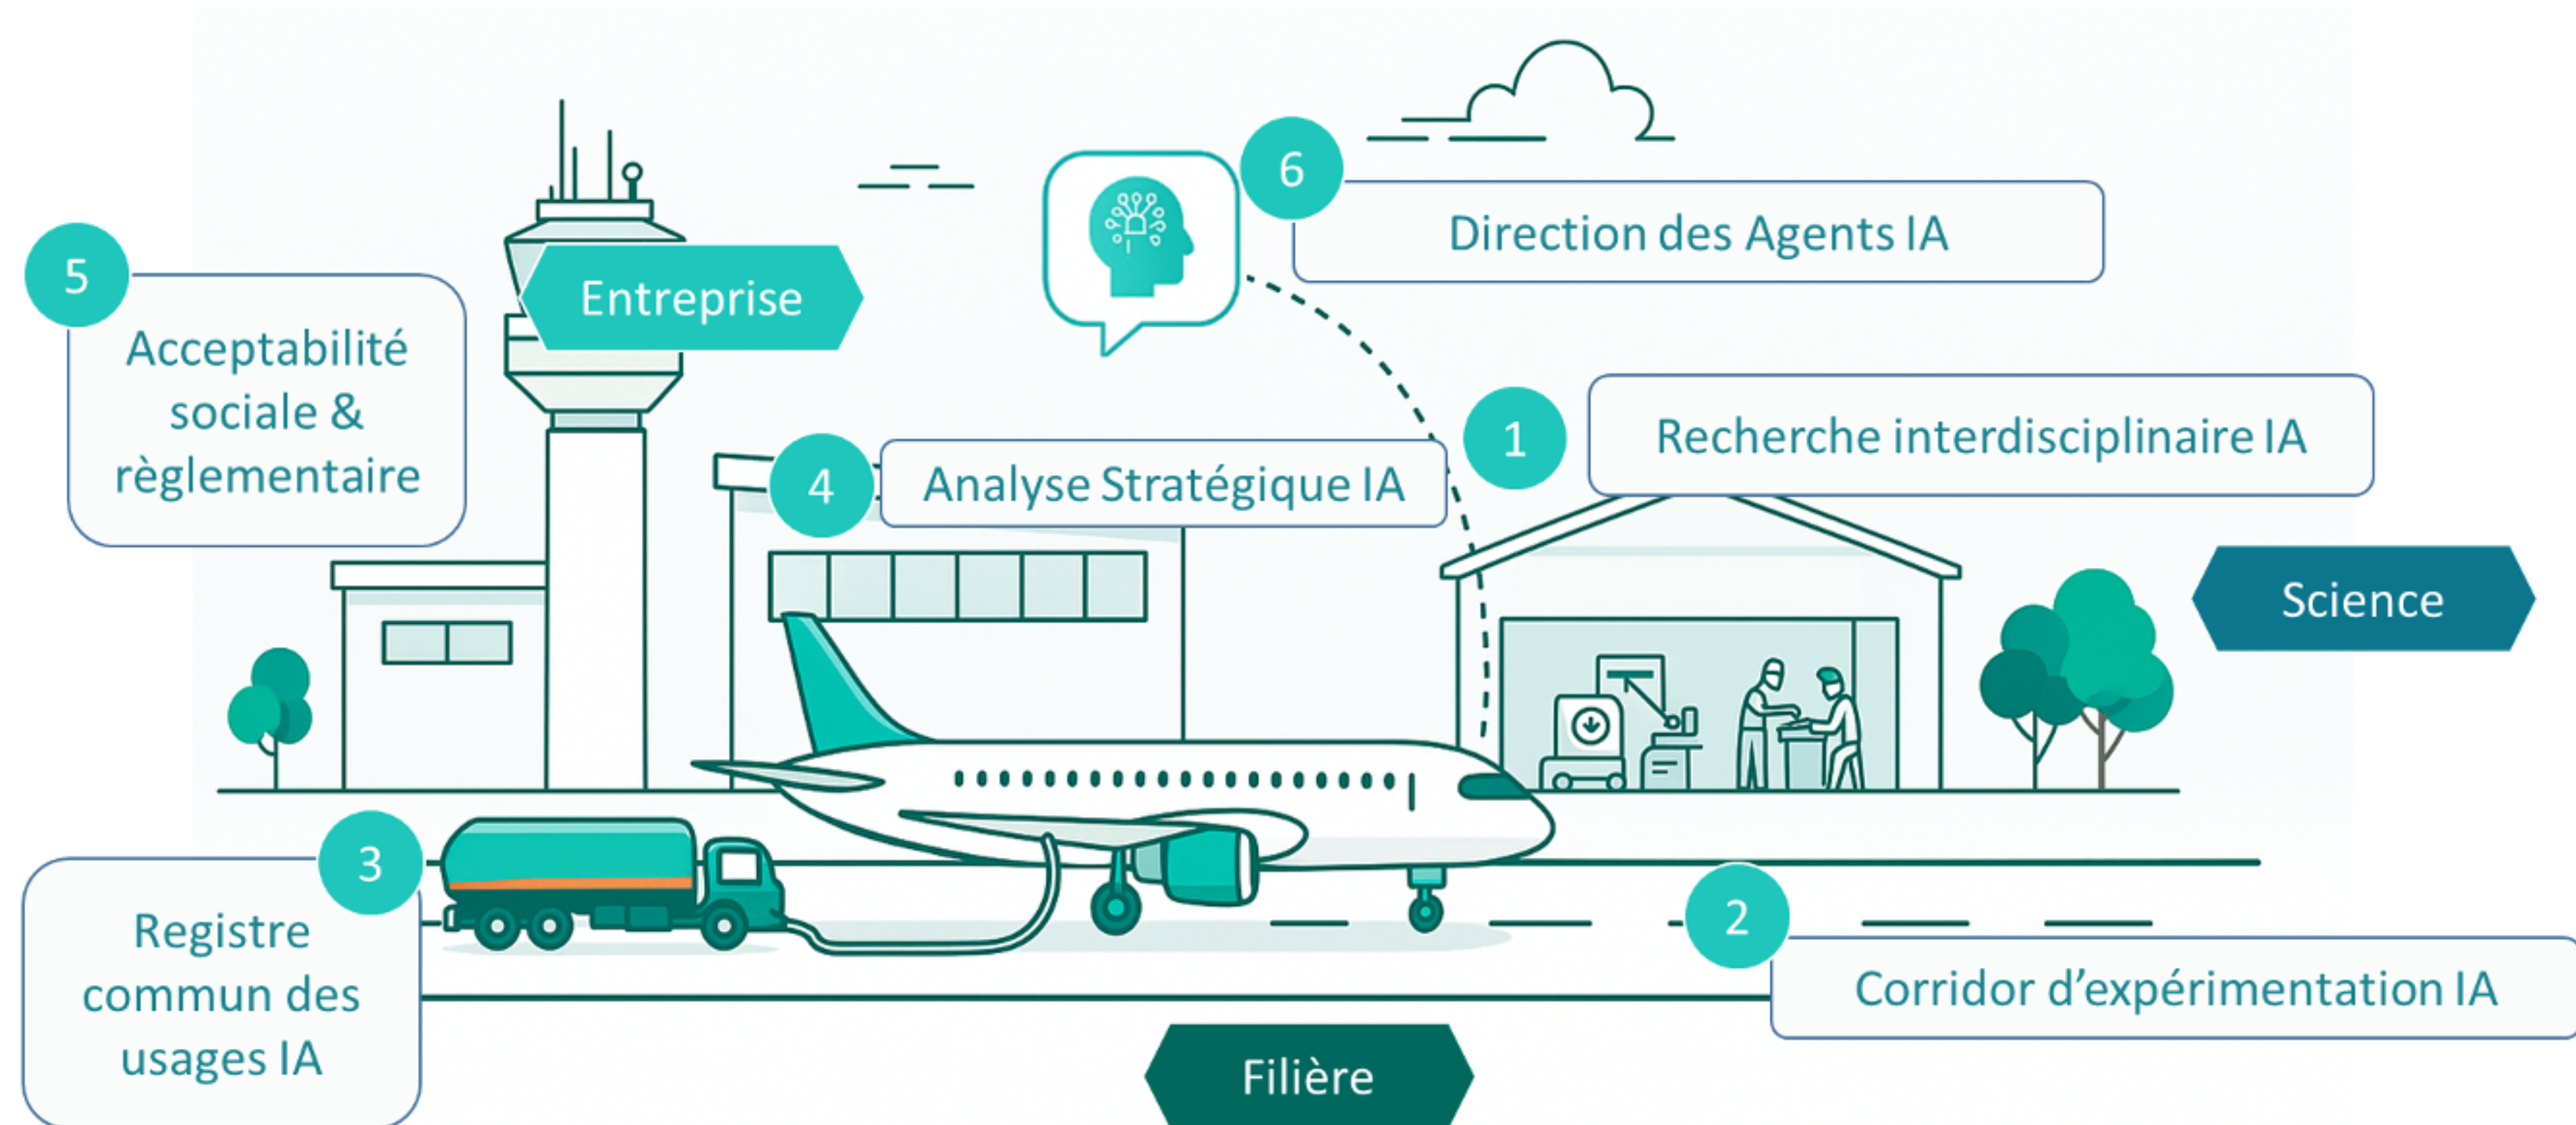 6
Direction des Agents IA
5
Acceptabilité
sociale &
règlementaire
Entreprise
1
Recherche interdisciplinaire IA
4
Analyse Stratégique IA
Science
3
Registre
commun des
usages IA
2
Corridor d’expérimentation IA
Filière